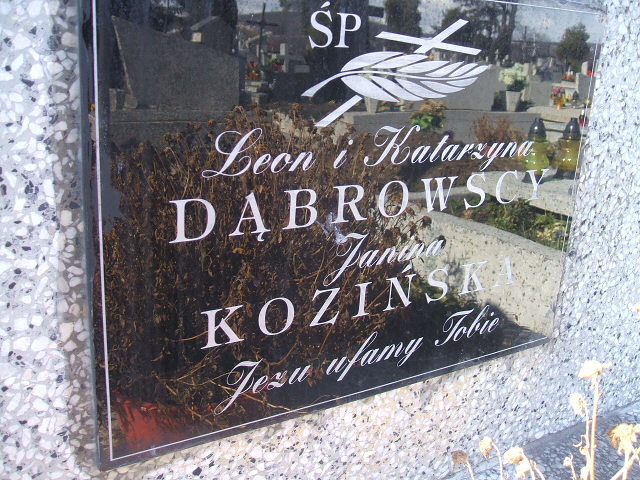 ŚP
Leon i Katarzyna
DĄBROWSCY
Janina
KOZIŃSKA
Jezu ufamy Tobie